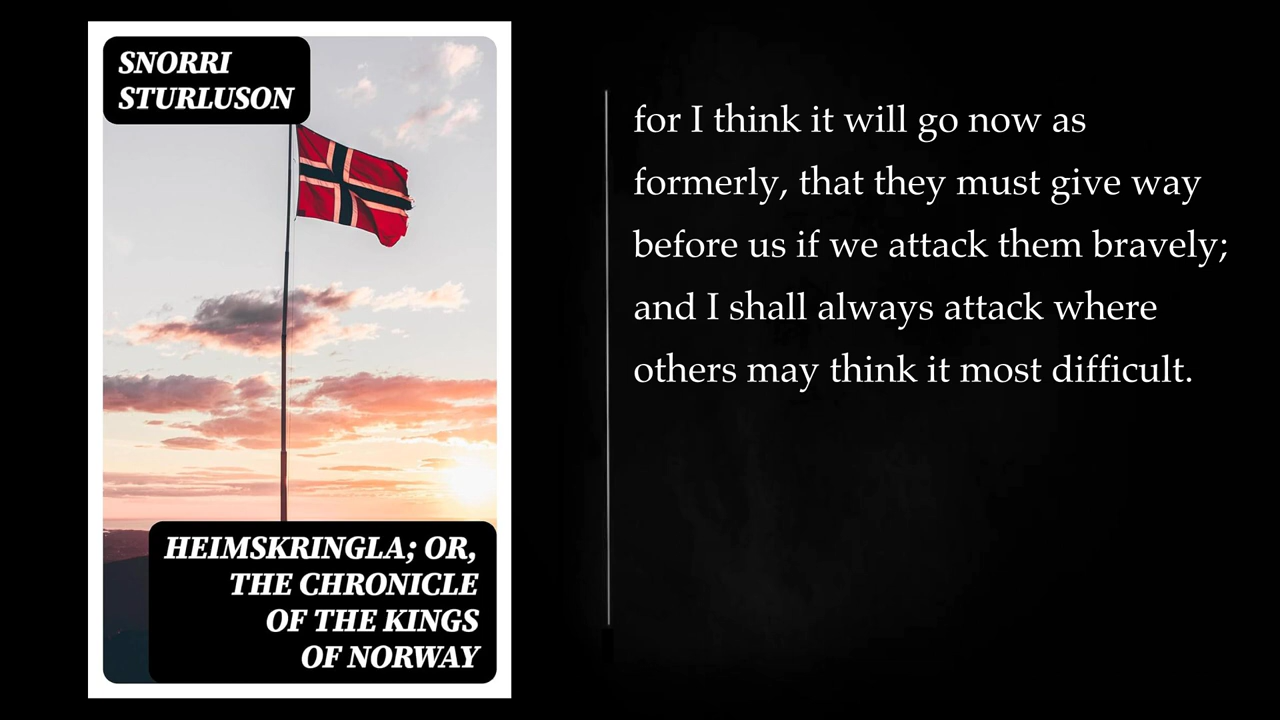 SNORRI
STURLUSON
HEIMSKRINGLA; OR,
THE CHRONICLE
OF THE KINGS
OF NORWAY
for I think it will go now as
formerly, that they must give way
before us if we attack them bravely;
and I shall always attack where
others may think it most difficult.